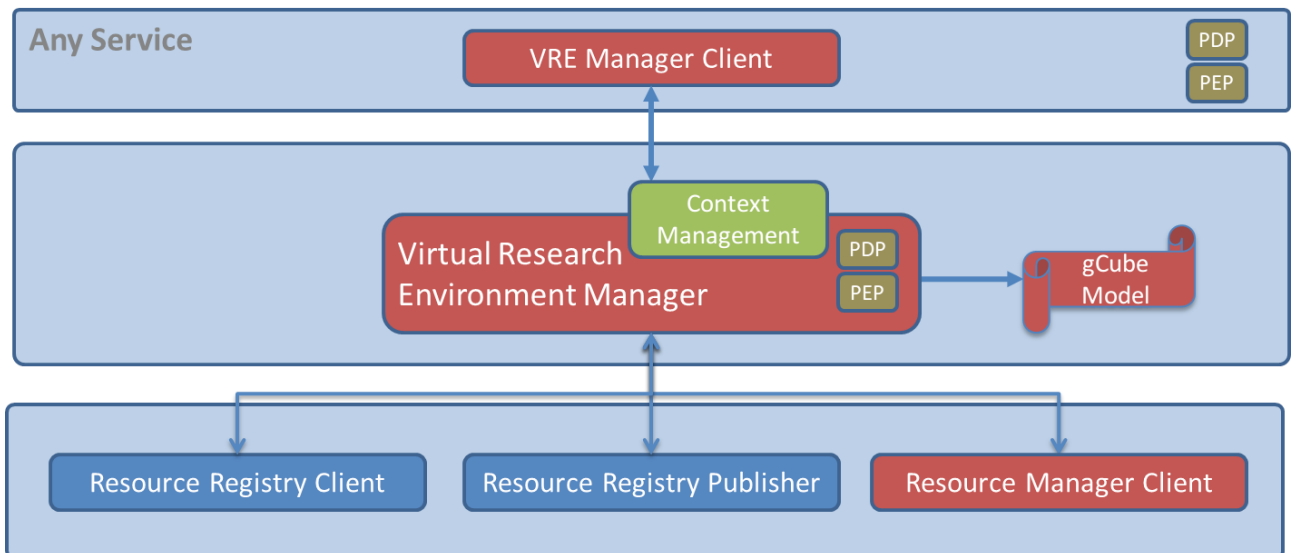 Any Service
VRE Manager Client
PDP
PEP
Context
Management
Virtual Research
Environment Manager
PDP
PEP
gCube
Model
Resource Registry Client
Resource Registry Publisher
Resource Manager Client